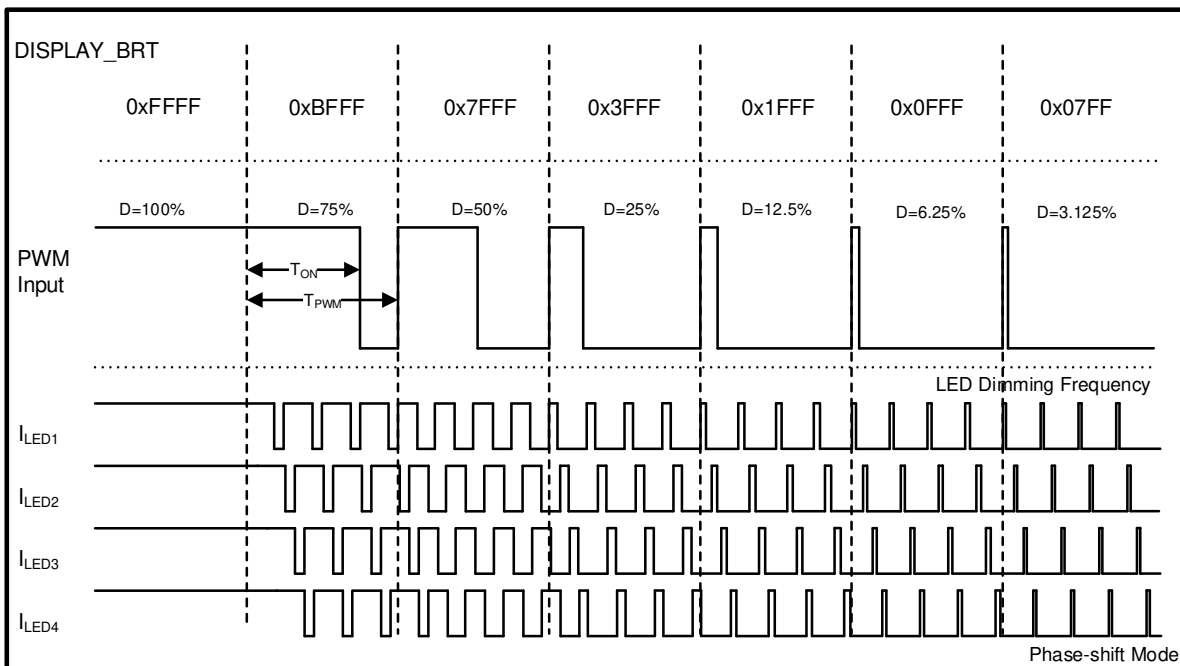 DISPLAY_BRT
0xFFFF 0xBFFF 0x7FFF 0x3FFF 0x1FFF 0x0FFF 0x07FF
D=100% D=75% D=50% D=25% D=12.5% D=6.25% D=3.125%
PWM
Input
TON
TPWM
LED Dimming Frequency
ILED1
ILED2
ILED3
ILED4
Phase-shift Mode